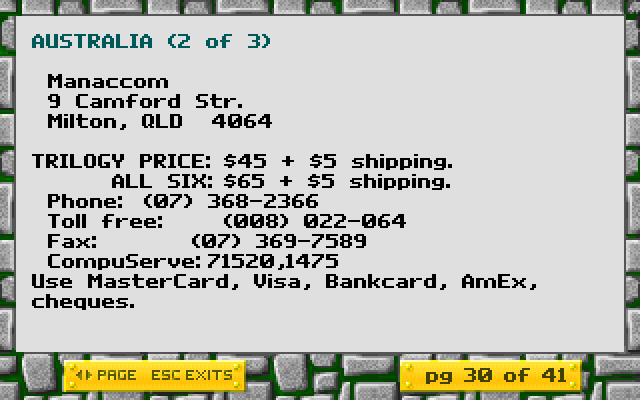 AUSTRALIA (2 of 3)
Manaccom
9 Camford Str.
Milton, QLD  4064
TRILOGY PRICE: $45 + $5 shipping.
ALL SIX: $65 + $5 shipping.
Phone: (07) 368-2366
Toll free: (008) 022-064
Fax: (07) 369-7589
CompuServe: 71520,1475
Use MasterCard, Visa, Bankcard, AmEx,
cheques.
PAGE ESC EXITS
pg 30 of 41